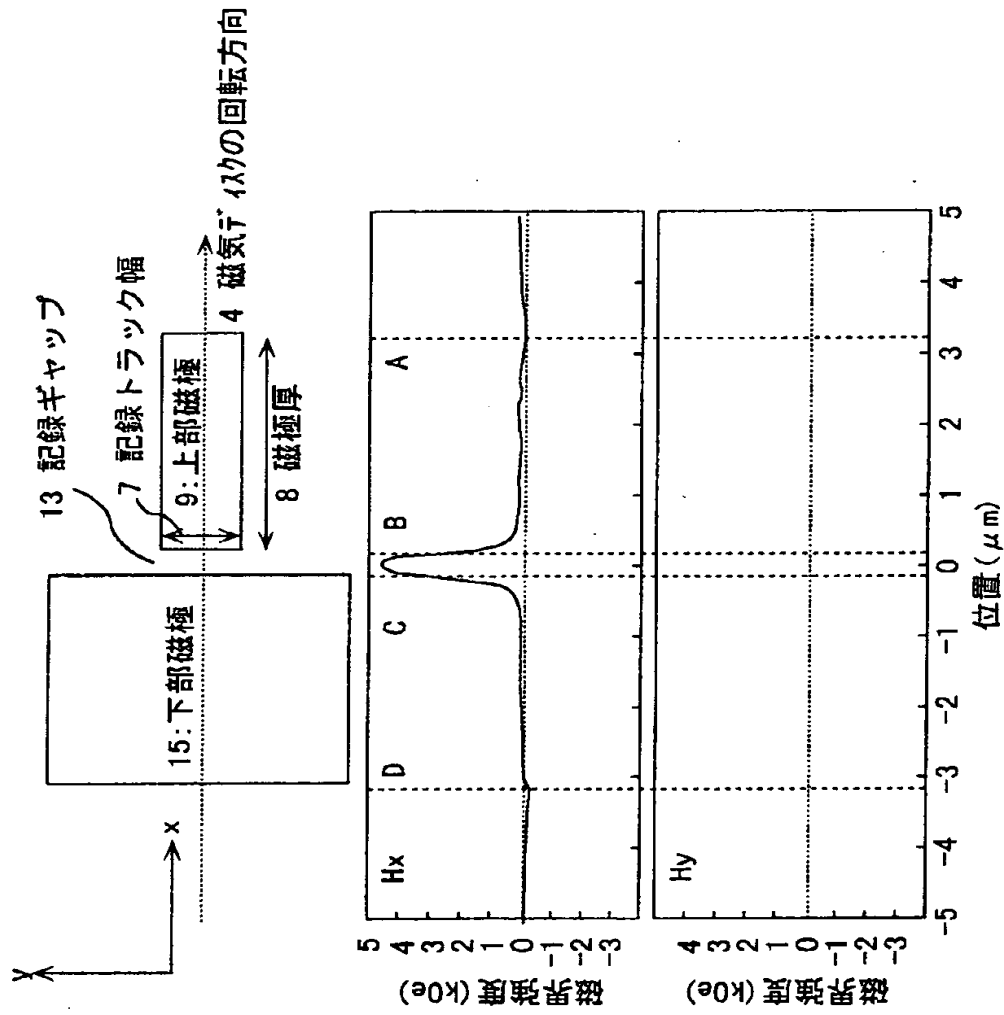 y
x
13 記録ギャップ
7 記録トラック幅
9:上部磁極
15:下部磁極
4 磁気ディスクの回転方向
8 磁極厚
磁界強度(kOe)
5
4
3
2
1
0
-1
-2
-3
Hx
D
C
B
A
磁界強度(kOe)
4
3
2
1
0
-1
-2
-3
Hy
-5 -4 -3 -2 -1 0 1 2 3 4 5
位置(μm)